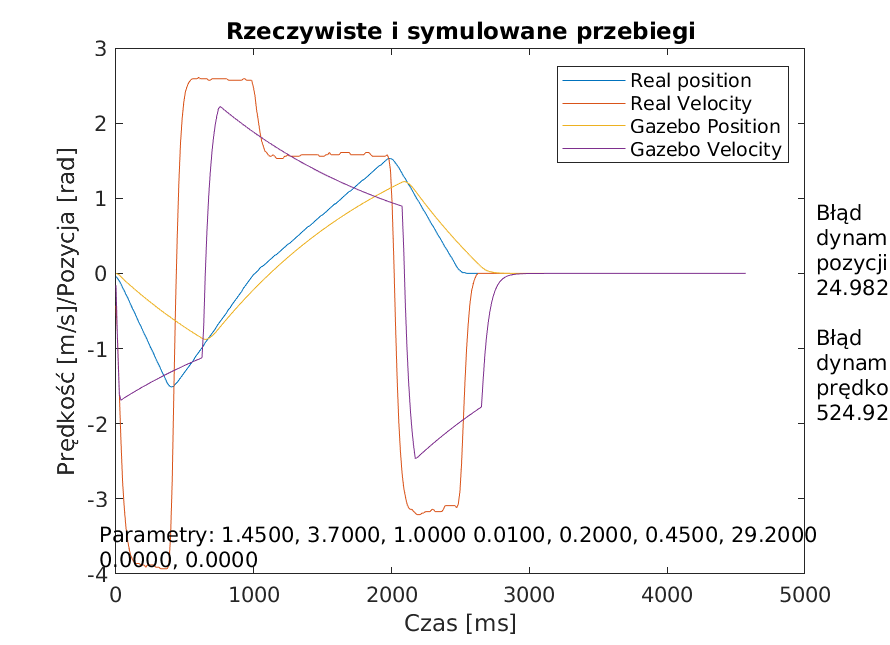 Rzeczywiste i symulowane przebiegi
3
2
1
0
-1
-2
-3
-4
Prędkość [m/s]/Pozycja [rad]
Real position
Real Velocity
Gazebo Position
Gazebo Velocity
Błąd
dynam
pozycji
24.982
Błąd
dynam
prędko
524.92
Parametry: 1.4500, 3.7000, 1.0000 0.0100, 0.2000, 0.4500, 29.2000
0.0000, 0.0000
0 1000 2000 3000 4000 5000
Czas [ms]